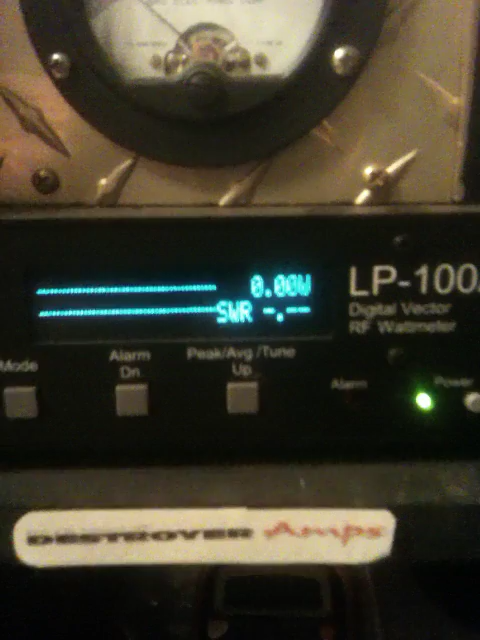 0.00W
SWR -.--
LP-100A
Digital Vector
RF Wattmeter
Mode
Alarm
Dn
Peak/Avg/Tune
Up
Alarm
Power
DESTROYER Amps